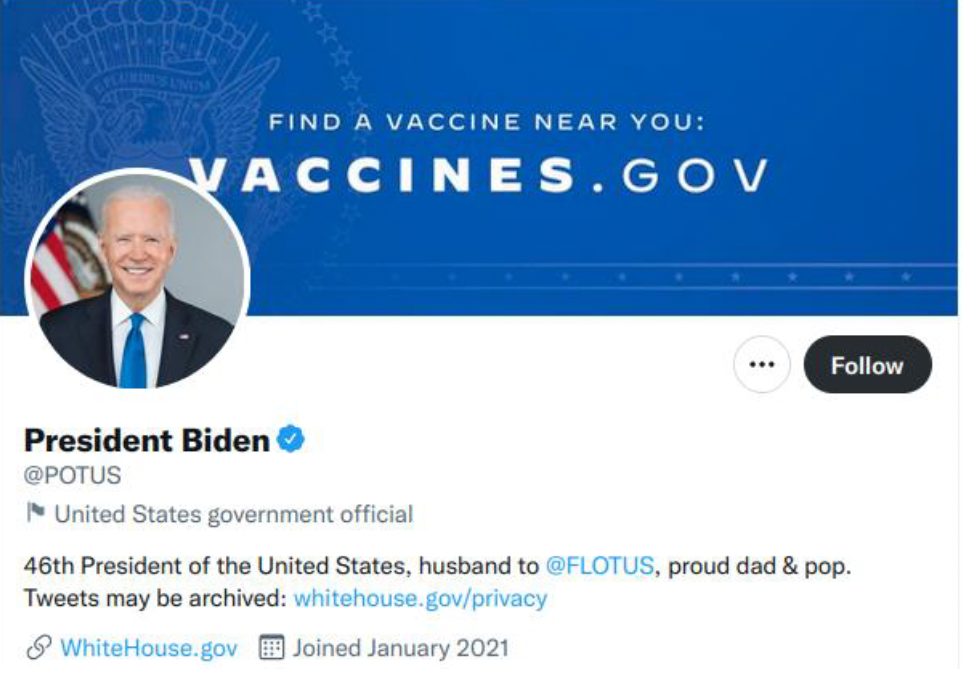 E PLURIBUS UNUM
FIND A VACCINE NEAR YOU:
VACCINES.GOV
Follow
President Biden
@POTUS
United States government official
46th President of the United States, husband to @FLOTUS, proud dad & pop.
Tweets may be archived: whitehouse.gov/privacy
WhiteHouse.gov Joined January 2021